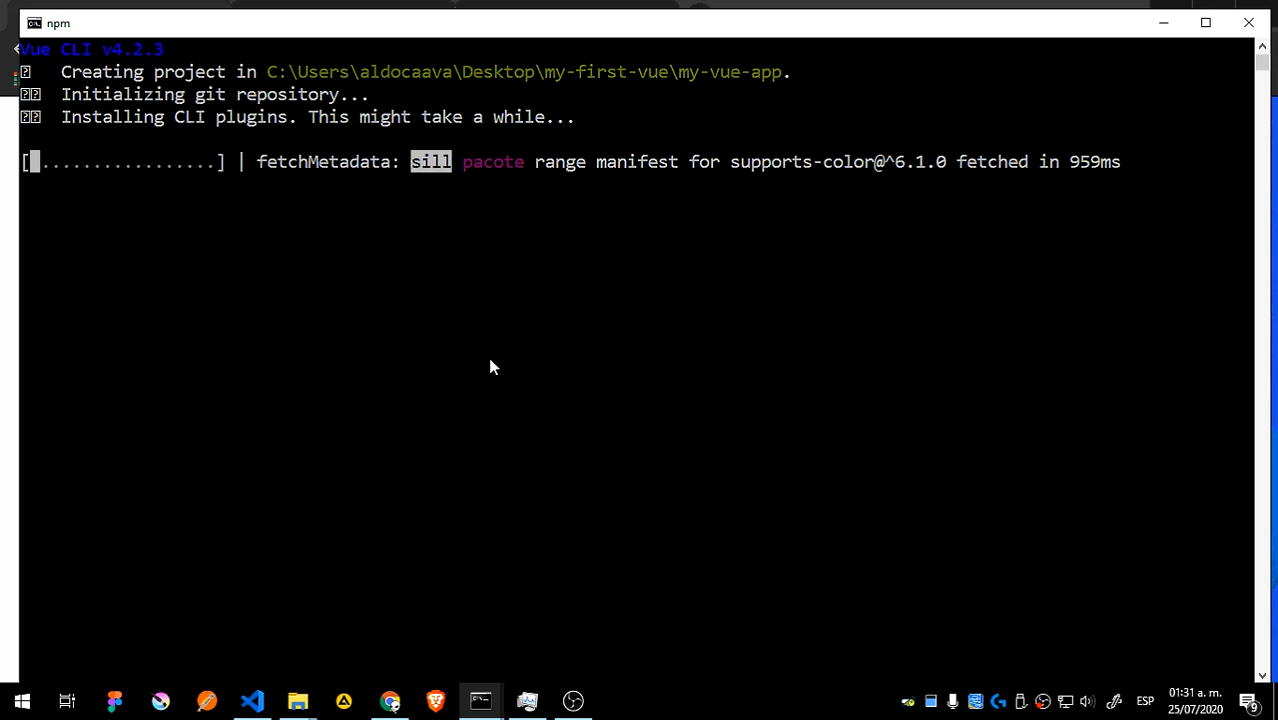 npm
Vue CLI v4.2.3
Creating project in C:\Users\aldocaava\Desktop\my-first-vue\my-vue-app.
Initializing git repository...
Installing CLI plugins. This might take a while...
[ ................] | fetchMetadata: sill pacote range manifest for supports-color@^6.1.0 fetched in 959ms
ESP
01:31 a. m.
25/07/2020
9